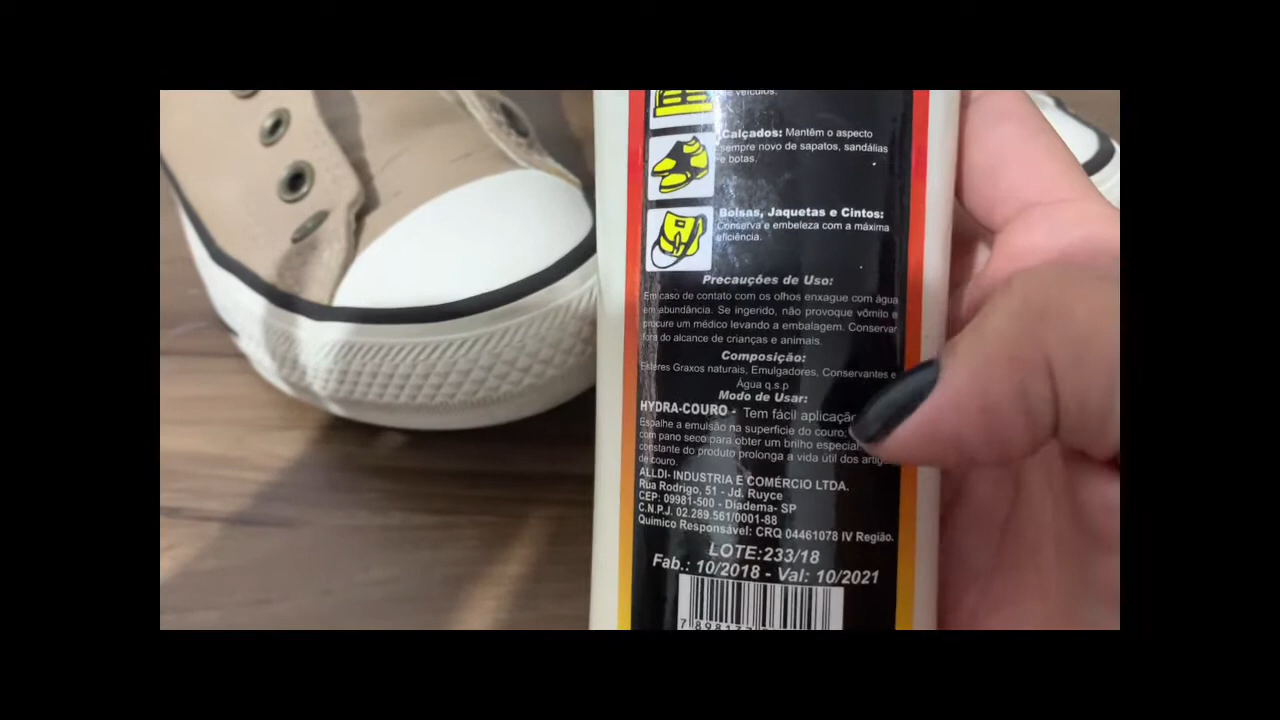 de veículos.
Calçados: Mantêm o aspecto
sempre novo de sapatos, sandálias
e botas.
Bolsas, Jaquetas e Cintos:
Conserva e embeleza com a máxima
eficiência.
Precauções de Uso:
Em caso de contato com os olhos enxague com água
em abundância. Se ingerido, não provoque vômito e
procure um médico levando a embalagem. Conservar
fora do alcance de crianças e animais.
Composição:
Esteres Graxos naturais, Emulgadores, Conservantes e
Água q.s.p
Modo de Usar:
HYDRA-COURO - Tem fácil
Espalhe a emulsão na superfície do couro,
com pano seco para obter um brilho especial
constante do produto prolonga a vida útil dos
de couro.
ALLDI- INDUSTRIA E COMÉRCIO LTDA.
Rua Rodrigo, 51 - Jd. Ruyce
CEP: 09981-500 - Diadema- SP
C.N.P.J. 02.289.561/0001-88
Quimico Responsável: CRQ 04461078 IV Região.
LOTE:233/18
Fab.: 10/2018 - Val: 10/2021